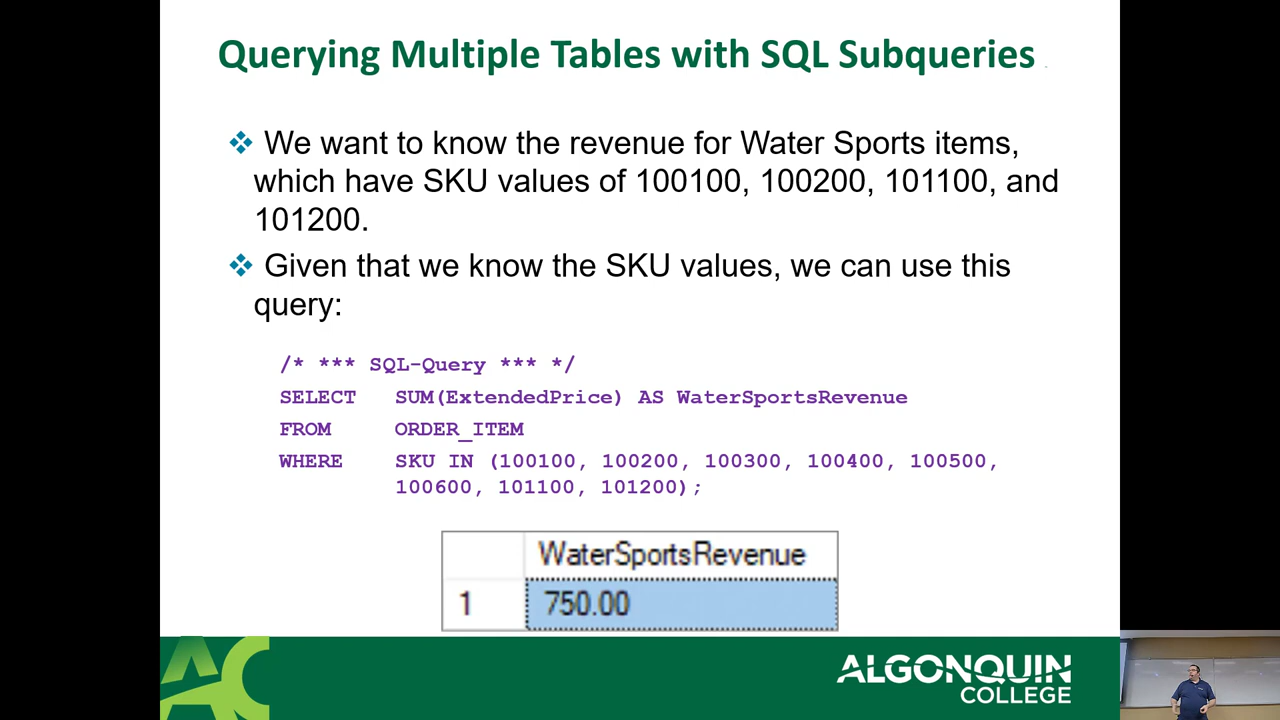 Querying Multiple Tables with SQL Subqueries
We want to know the revenue for Water Sports items,
which have SKU values of 100100, 100200, 101100, and
101200.
Given that we know the SKU values, we can use this
query:
/* *** SQL-Query *** */
SELECT SUM(ExtendedPrice) AS WaterSportsRevenue
FROM ORDER_ITEM
WHERE SKU IN (100100, 100200, 100300, 100400, 100500,
100600, 101100, 101200);
WaterSportsRevenue
1 750.00
AC
ALGONQUIN
COLLEGE